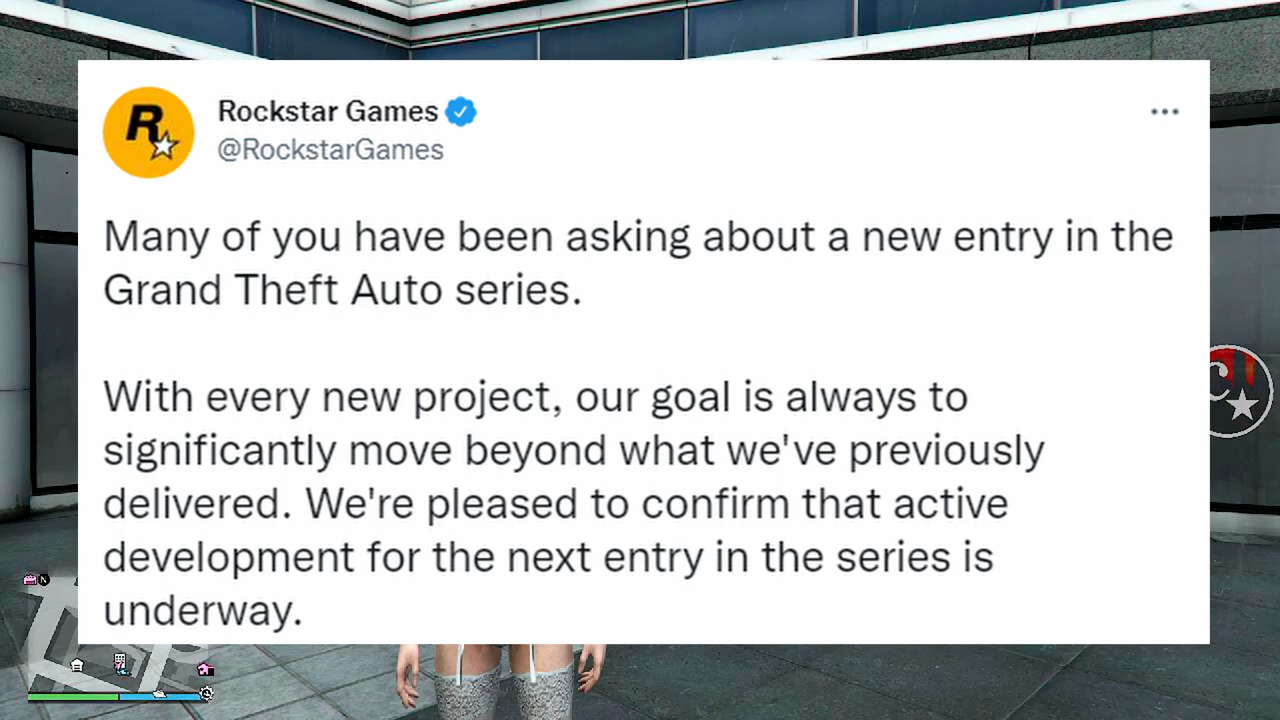 Rockstar Games
@RockstarGames
Many of you have been asking about a new entry in the
Grand Theft Auto series.
With every new project, our goal is always to
significantly move beyond what we've previously
delivered. We're pleased to confirm that active
development for the next entry in the series is
underway.